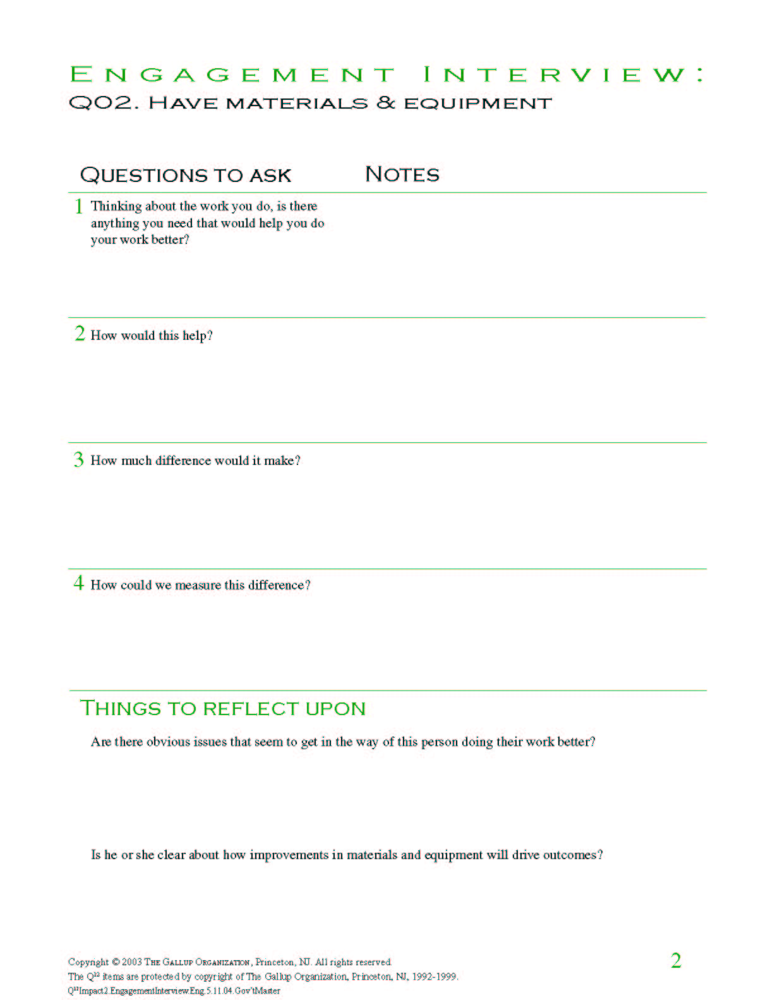 ENGAGEMENT INTERVIEW:
Q02. HAVE MATERIALS & EQUIPMENT
QUESTIONS TO ASK NOTES
1 Thinking about the work you do, is there
anything you need that would help you do
your work better?
2 How would this help?
3 How much difference would it make?
4 How could we measure this difference?
THINGS TO REFLECT UPON
Are there obvious issues that seem to get in the way of this person doing their work better?
Is he or she clear about how improvements in materials and equipment will drive outcomes?
Copyright © 2003 THE GALLUP ORGANIZATION, Princeton, NJ. All rights reserved.
The Q¹² items are protected by copyright of The Gallup Organization, Princeton, NJ, 1992-1999.
Q¹²Impact2.EngagementInterview.Eng.5.11.04.Gov'tMaster
2